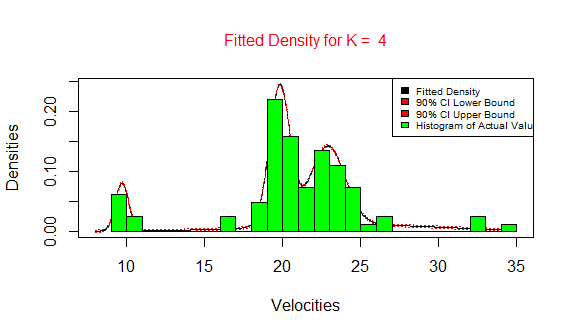 Fitted Density for K = 4
Fitted Density
90% CI Lower Bound
90% CI Upper Bound
Histogram of Actual Valu
Densities
0.20
0.10
0.00
10 15 20 25 30 35
Velocities